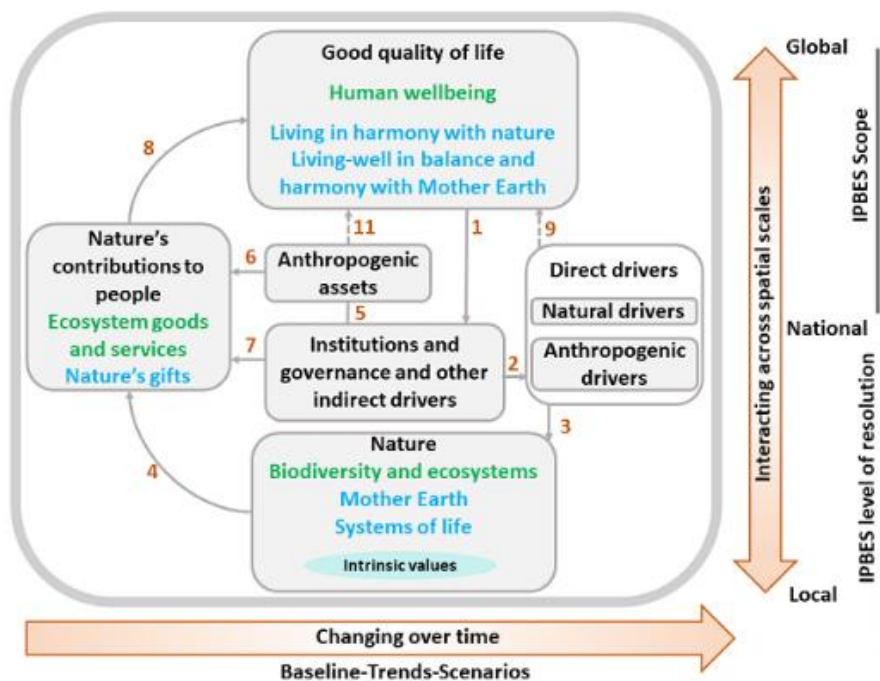 Good quality of life
Human wellbeing
Living in harmony with nature
Living-well in balance and
harmony with Mother Earth
8
11
1
9
Nature's
contributions to
people
Ecosystem goods
and services
Nature's gifts
6
Anthropogenic
assets
5
7
Institutions and
governance and other
indirect drivers
2
Direct drivers
Natural drivers
Anthropogenic
drivers
3
4
Nature
Biodiversity and ecosystems
Mother Earth
Systems of life
Intrinsic values
Global
National
Local
Interacting across spatial scales
IPBES Scope
IPBES level of resolution
Changing over time
Baseline-Trends-Scenarios